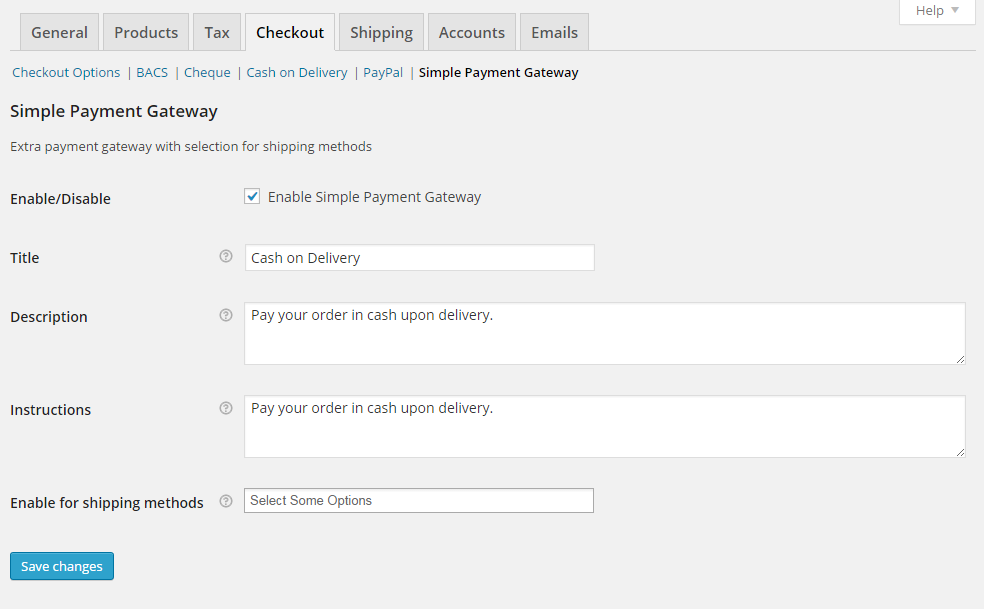 Help
General Products Tax Checkout Shipping Accounts Emails
Checkout Options | BACS | Cheque | Cash on Delivery | PayPal | Simple Payment Gateway
Simple Payment Gateway
Extra payment gateway with selection for shipping methods
Enable/Disable Enable Simple Payment Gateway
Title ? Cash on Delivery
Description ? Pay your order in cash upon delivery.
Instructions ? Pay your order in cash upon delivery.
Enable for shipping methods ? Select Some Options
Save changes